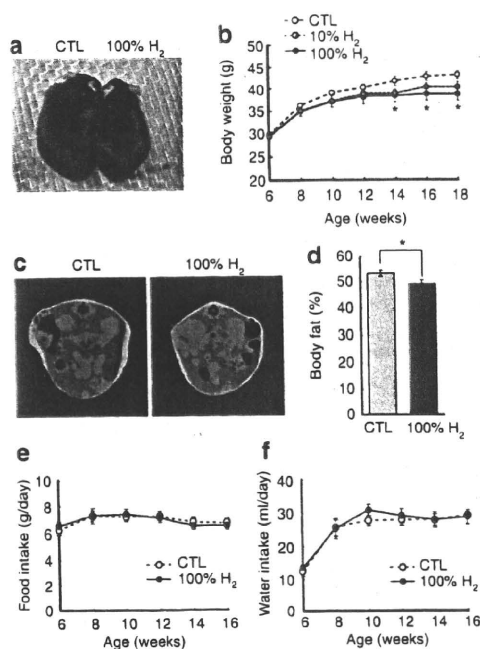 a
CTL 100% H2
b
CTL
10% H2
100% H2
Body weight (g)
50
45
40
35
30
0
* * *
6 8 10 12 14 16 18
Age (weeks)
c
CTL 100% H2
d
*
Body fat (%)
60
50
40
30
20
10
0
CTL 100% H2
e
Food intake (g/day)
10
8
6
4
2
0
CTL
100% H2
6 8 10 12 14 16
Age (weeks)
f
Water intake (ml/day)
40
30
20
10
0
CTL
100% H2
6 8 10 12 14 16
Age (weeks)